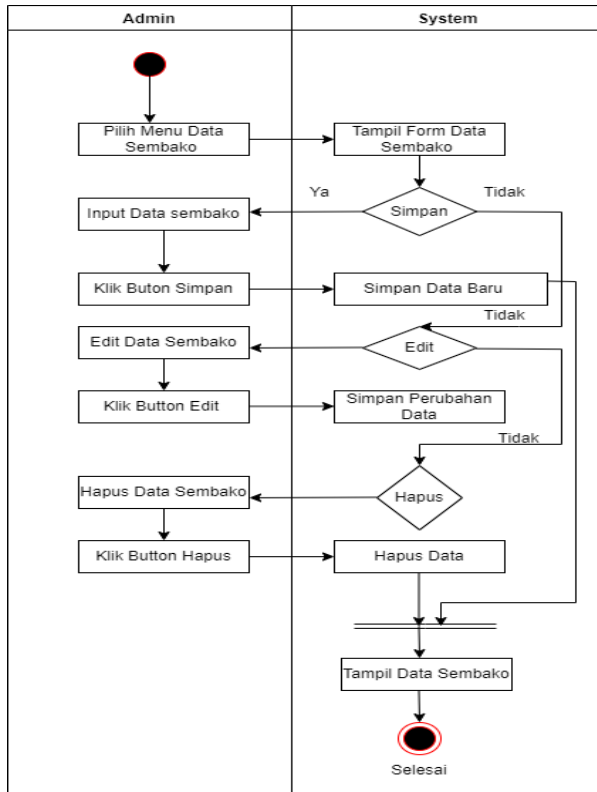 Admin
System
Pilih Menu Data
Sembako
Tampil Form Data
Sembako
Ya
Simpan
Tidak
Input Data sembako
Klik Buton Simpan
Simpan Data Baru
Tidak
Edit Data Sembako
Edit
Klik Button Edit
Simpan Perubahan
Data
Tidak
Hapus Data Sembako
Hapus
Klik Button Hapus
Hapus Data
Tampil Data Sembako
Selesai